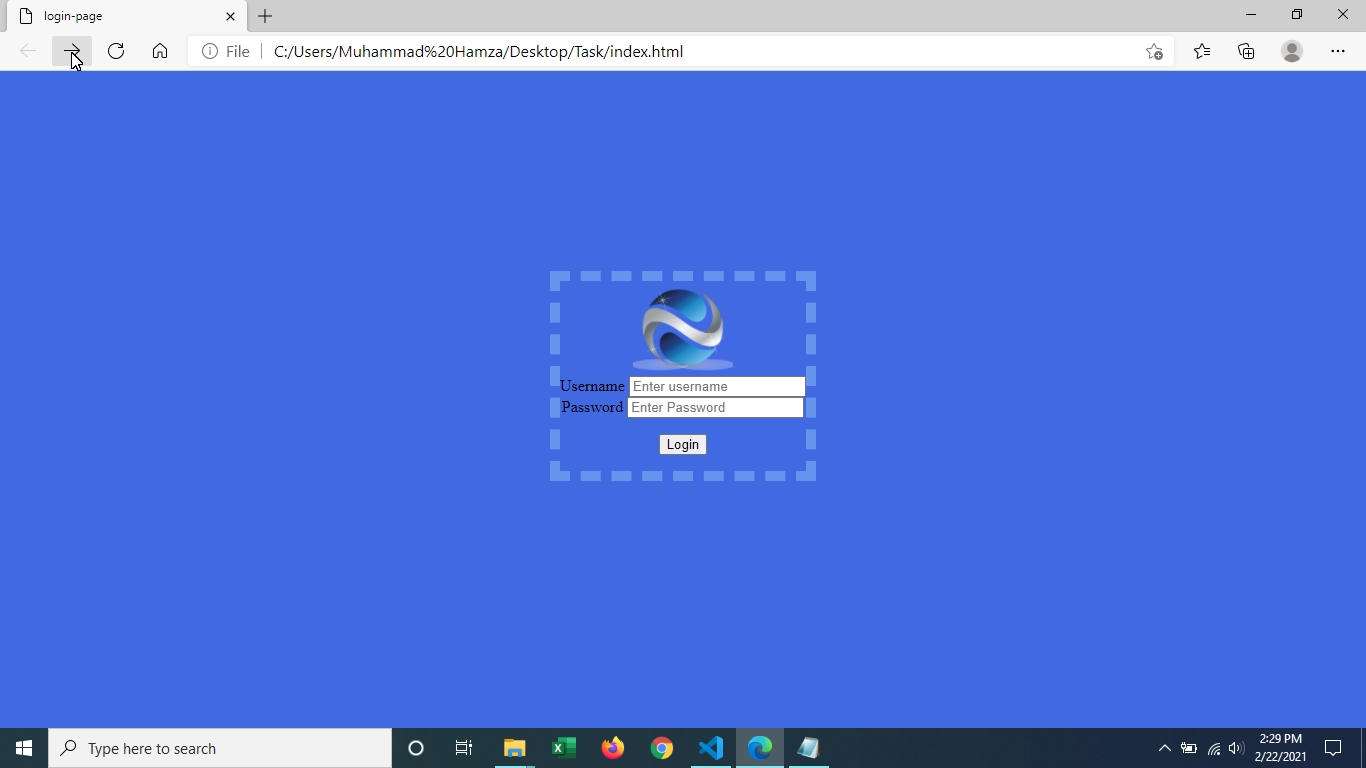 login-page
File
C:/Users/Muhammad%20Hamza/Desktop/Task/index.html
Username Enter username
Password Enter Password
Login
Type here to search
2:29 PM
2/22/2021